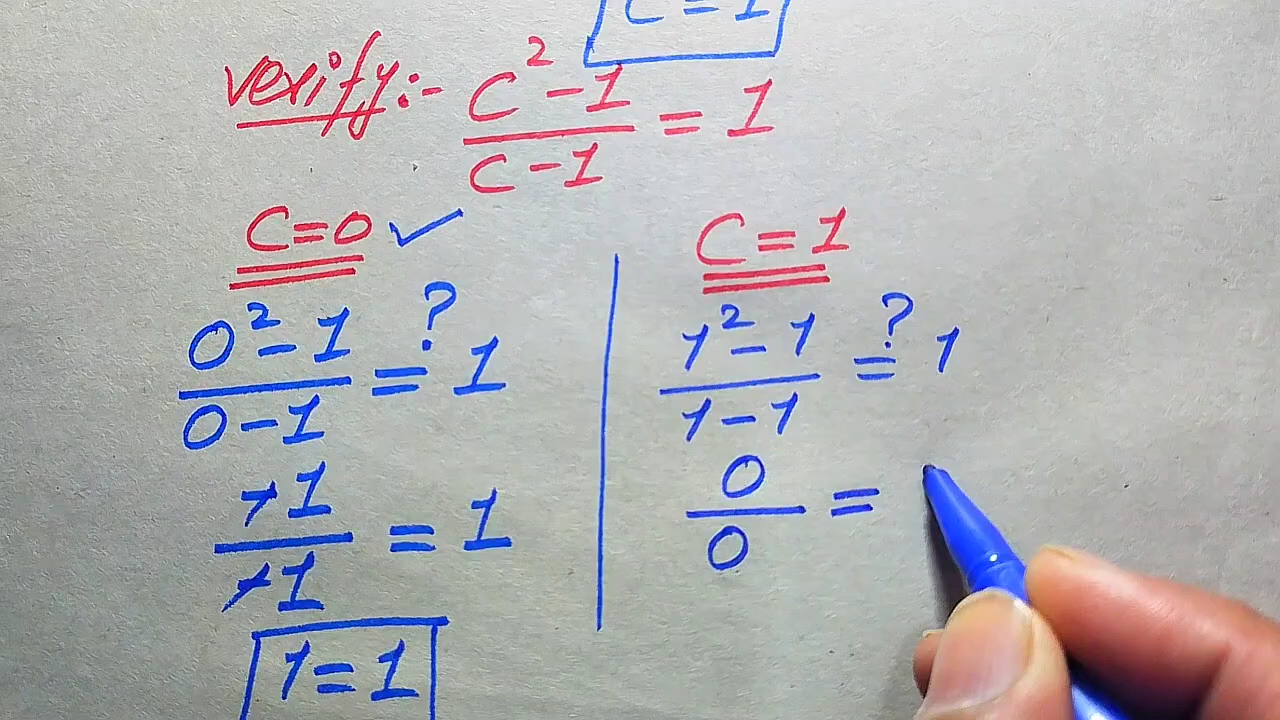 C = 1
verify:- C² - 1 / C - 1 = 1
C = 0 ✓
0² - 1 / 0 - 1 =? 1
-1 / -1 = 1
1 = 1
C = 1
1² - 1 / 1 - 1 =? 1
0 / 0 =